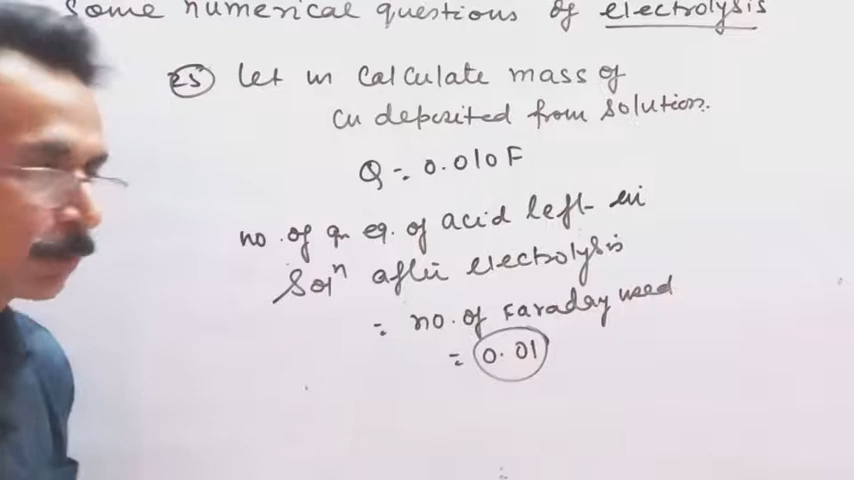 Some numerical questions of electrolysis
25 Let us calculate mass of
Cu deposited from solution.
Q = 0.010 F
no. of gm eq. of acid left in
Solⁿ after electrolysis
= no. of Faraday used
= 0.01